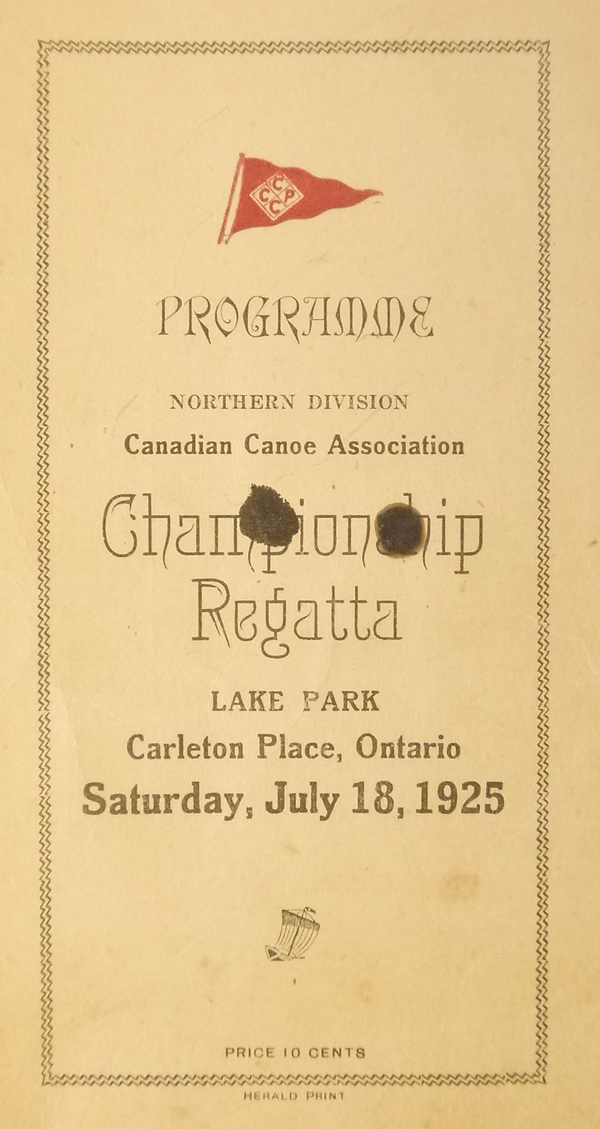 C
C P
C
PROGRAMME
NORTHERN DIVISION
Canadian Canoe Association
Championship
Regatta
LAKE PARK
Carleton Place, Ontario
Saturday, July 18, 1925
PRICE 10 CENTS
HERALD PRINT